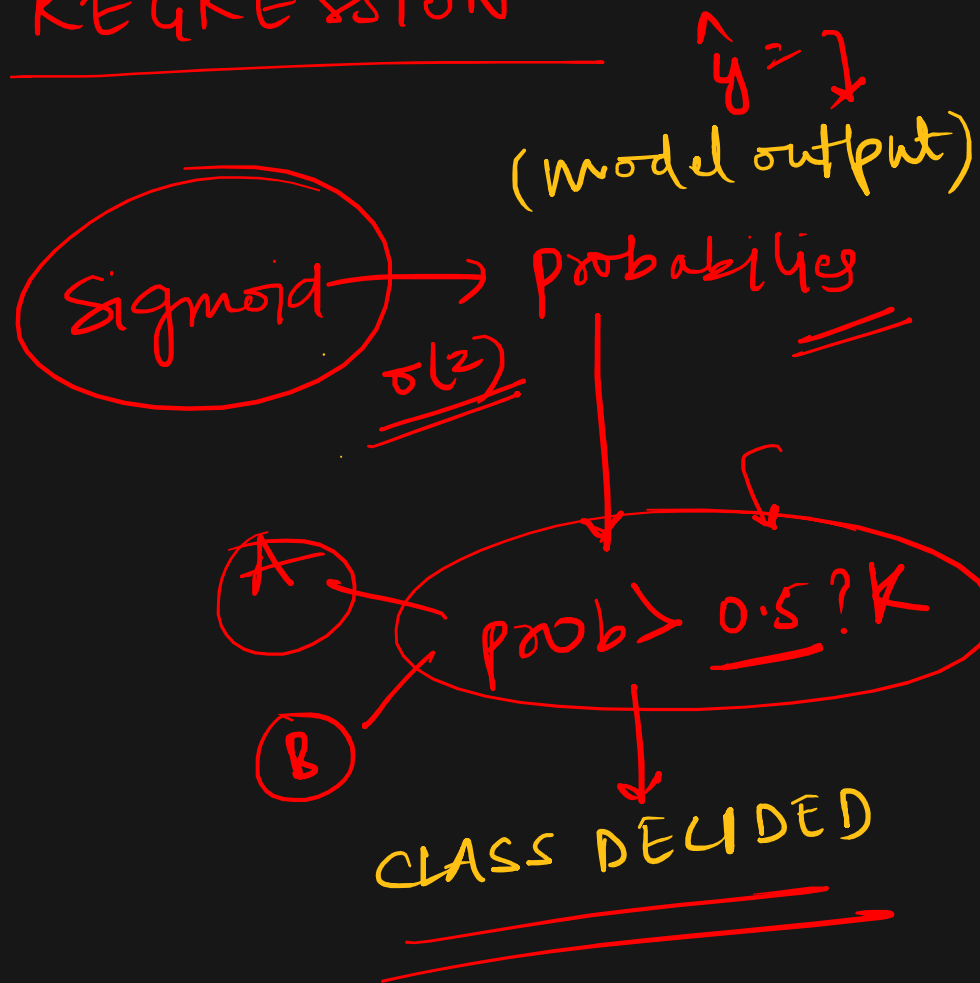 REGRESSION
ŷ =
(model output)
Sigmoid
probabilies
σ(z)
A
prob > 0.5 ?
B
CLASS DECIDED